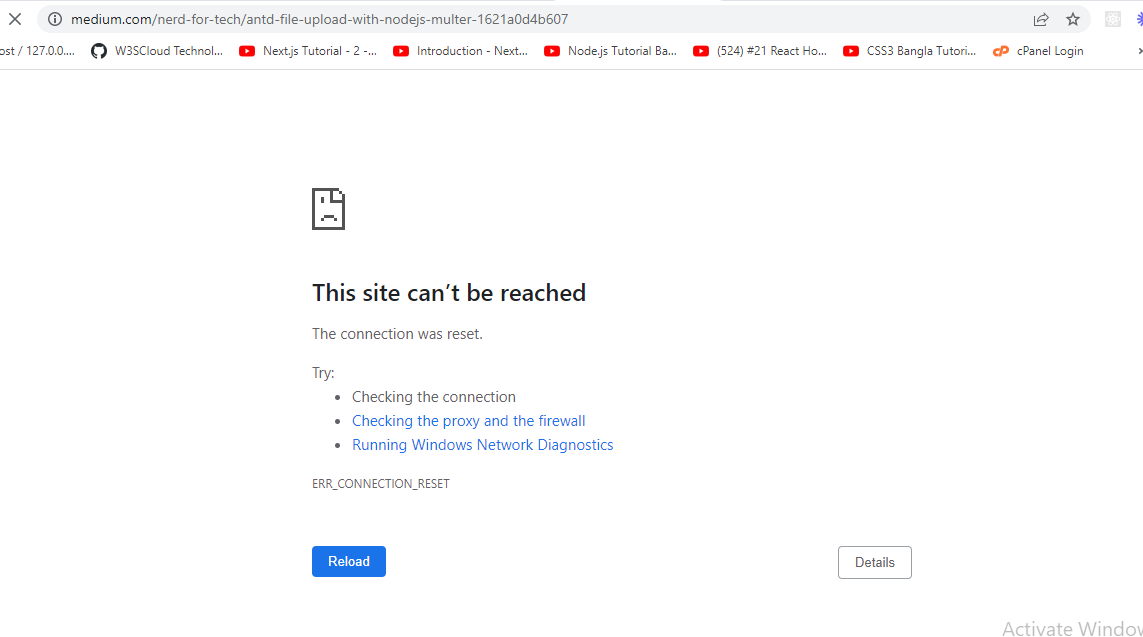 medium.com/nerd-for-tech/antd-file-upload-with-nodejs-multer-1621a0d4b607
ost / 127.0.0.... W3SCloud Technol... Next.js Tutorial - 2 -... Introduction - Next... Node.js Tutorial Ba... (524) #21 React Ho... CSS3 Bangla Tutori... cPanel Login
This site can’t be reached
The connection was reset.
Try:
• Checking the connection
• Checking the proxy and the firewall
• Running Windows Network Diagnostics
ERR_CONNECTION_RESET
Reload Details
Activate Window